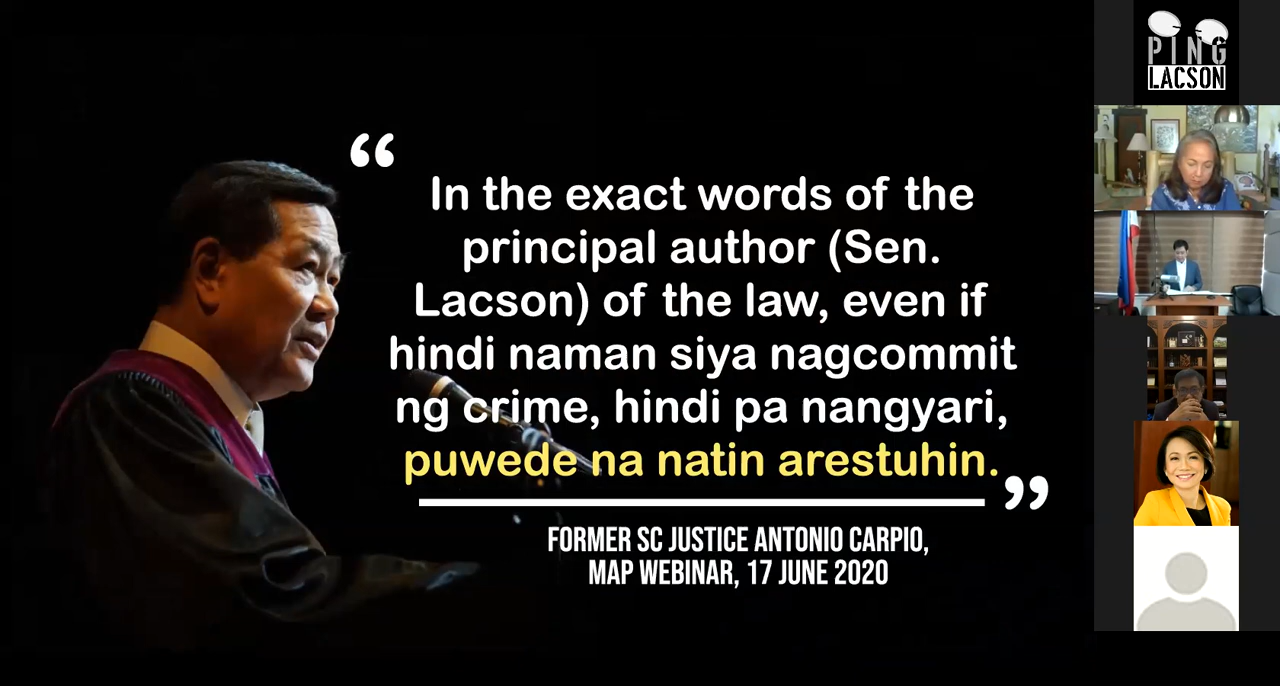 “
In the exact words of the
principal author (Sen.
Lacson) of the law, even if
hindi naman siya nagcommit
ng crime, hindi pa nangyari,
puwede na natin arestuhin.
”
FORMER SC JUSTICE ANTONIO CARPIO,
MAP WEBINAR, 17 JUNE 2020
PING
LACSON